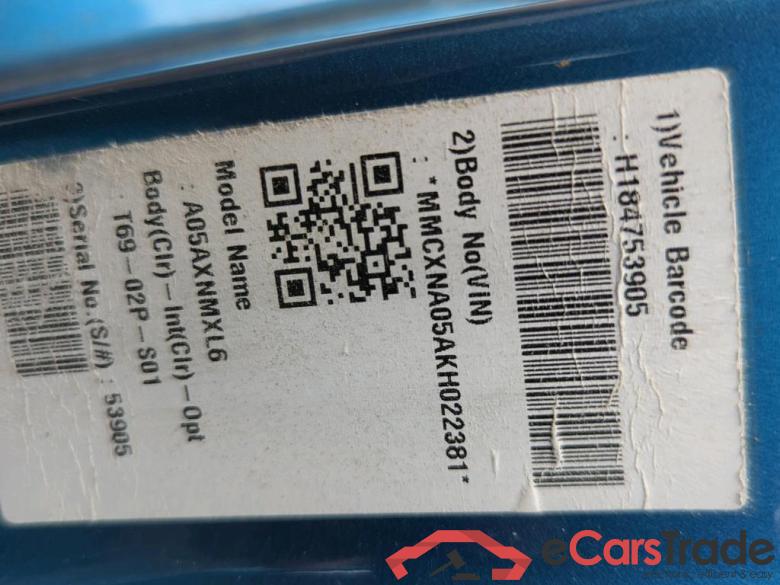 1)Vehicle Barcode
: H184753905
2)Body No(VIN)
: *MMCXNA05AKH022381*
Model Name
: A05AXNMXL6
Body(Clr)-Int(Clr)-Opt
: T69-02P-S01
3)Serial No.(S/#) : 53905
eCarsTrade